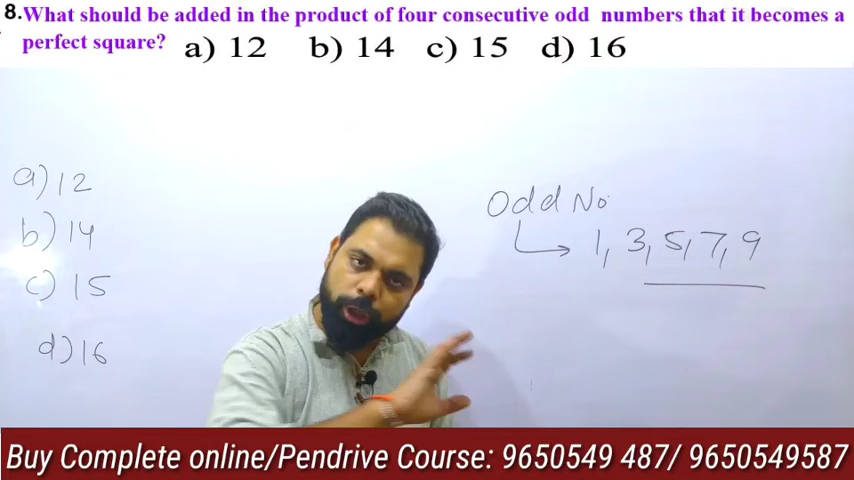 8. What should be added in the product of four consecutive odd numbers that it becomes a
perfect square? a) 12 b) 14 c) 15 d) 16
a) 12
b) 14
c) 15
d) 16
Odd No
1, 3, 5, 7, 9
Buy Complete online/Pendrive Course: 9650549 487/ 9650549587